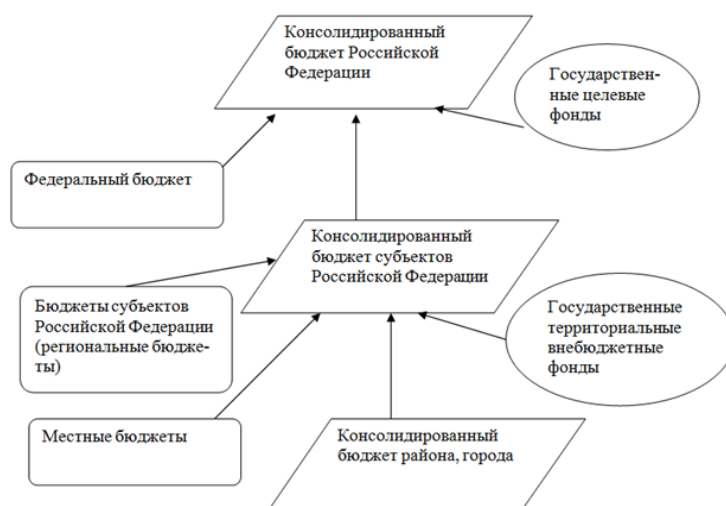 Консолидированный
бюджет Российской
Федерации
Государствен-
ные целевые
фонды
Федеральный бюджет
Консолидированный
бюджет субъектов
Российской Федерации
Бюджеты субъектов
Российской Федерации
(региональные бюдже-
ты)
Государственные
территориальные
внебюджетные
фонды
Местные бюджеты
Консолидированный
бюджет района, города